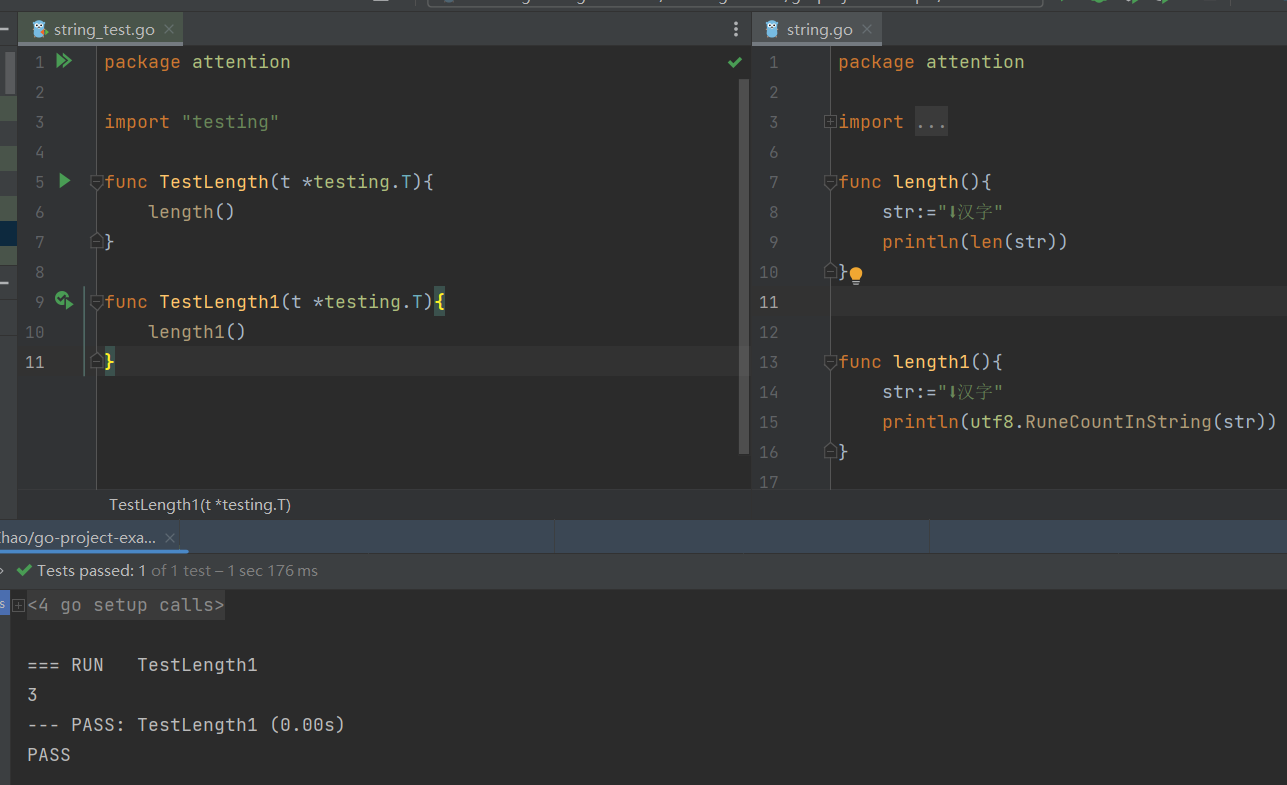 string_test.go
string.go
1 package attention
2
3 import "testing"
4
5 func TestLength(t *testing.T){
6 length()
7 }
8
9 func TestLength1(t *testing.T){
10 length1()
11 }
1 package attention
2
3 import ...
6
7 func length(){
8 str:="⬇汉字"
9 println(len(str))
10 }
11
12
13 func length1(){
14 str:="⬇汉字"
15 println(utf8.RuneCountInString(str))
16 }
17
TestLength1(t *testing.T)
hao/go-project-exa...
Tests passed: 1 of 1 test – 1 sec 176 ms
<4 go setup calls>
=== RUN   TestLength1
3
--- PASS: TestLength1 (0.00s)
PASS